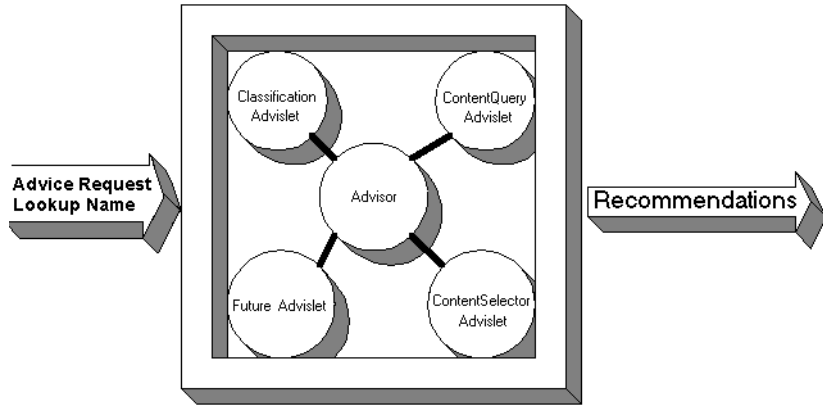 Classification
Advislet
ContentQuery
Advislet
Advice Request
Lookup Name
Advisor
Recommendations
Future Advislet
ContentSelector
Advislet